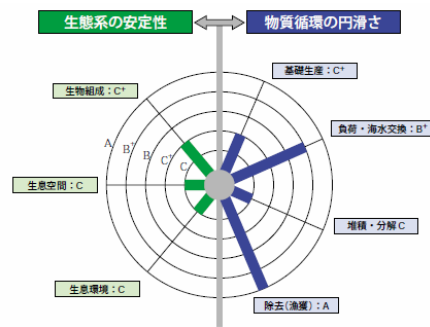 生態系の安定性
物質循環の円滑さ
基礎生産：C⁺
生物組成：C⁺
負荷・海水交換：B⁺
A
B⁺
B
C⁺
C
生息空間：C
堆積・分解 C
生息環境：C
除去(漁獲)：A